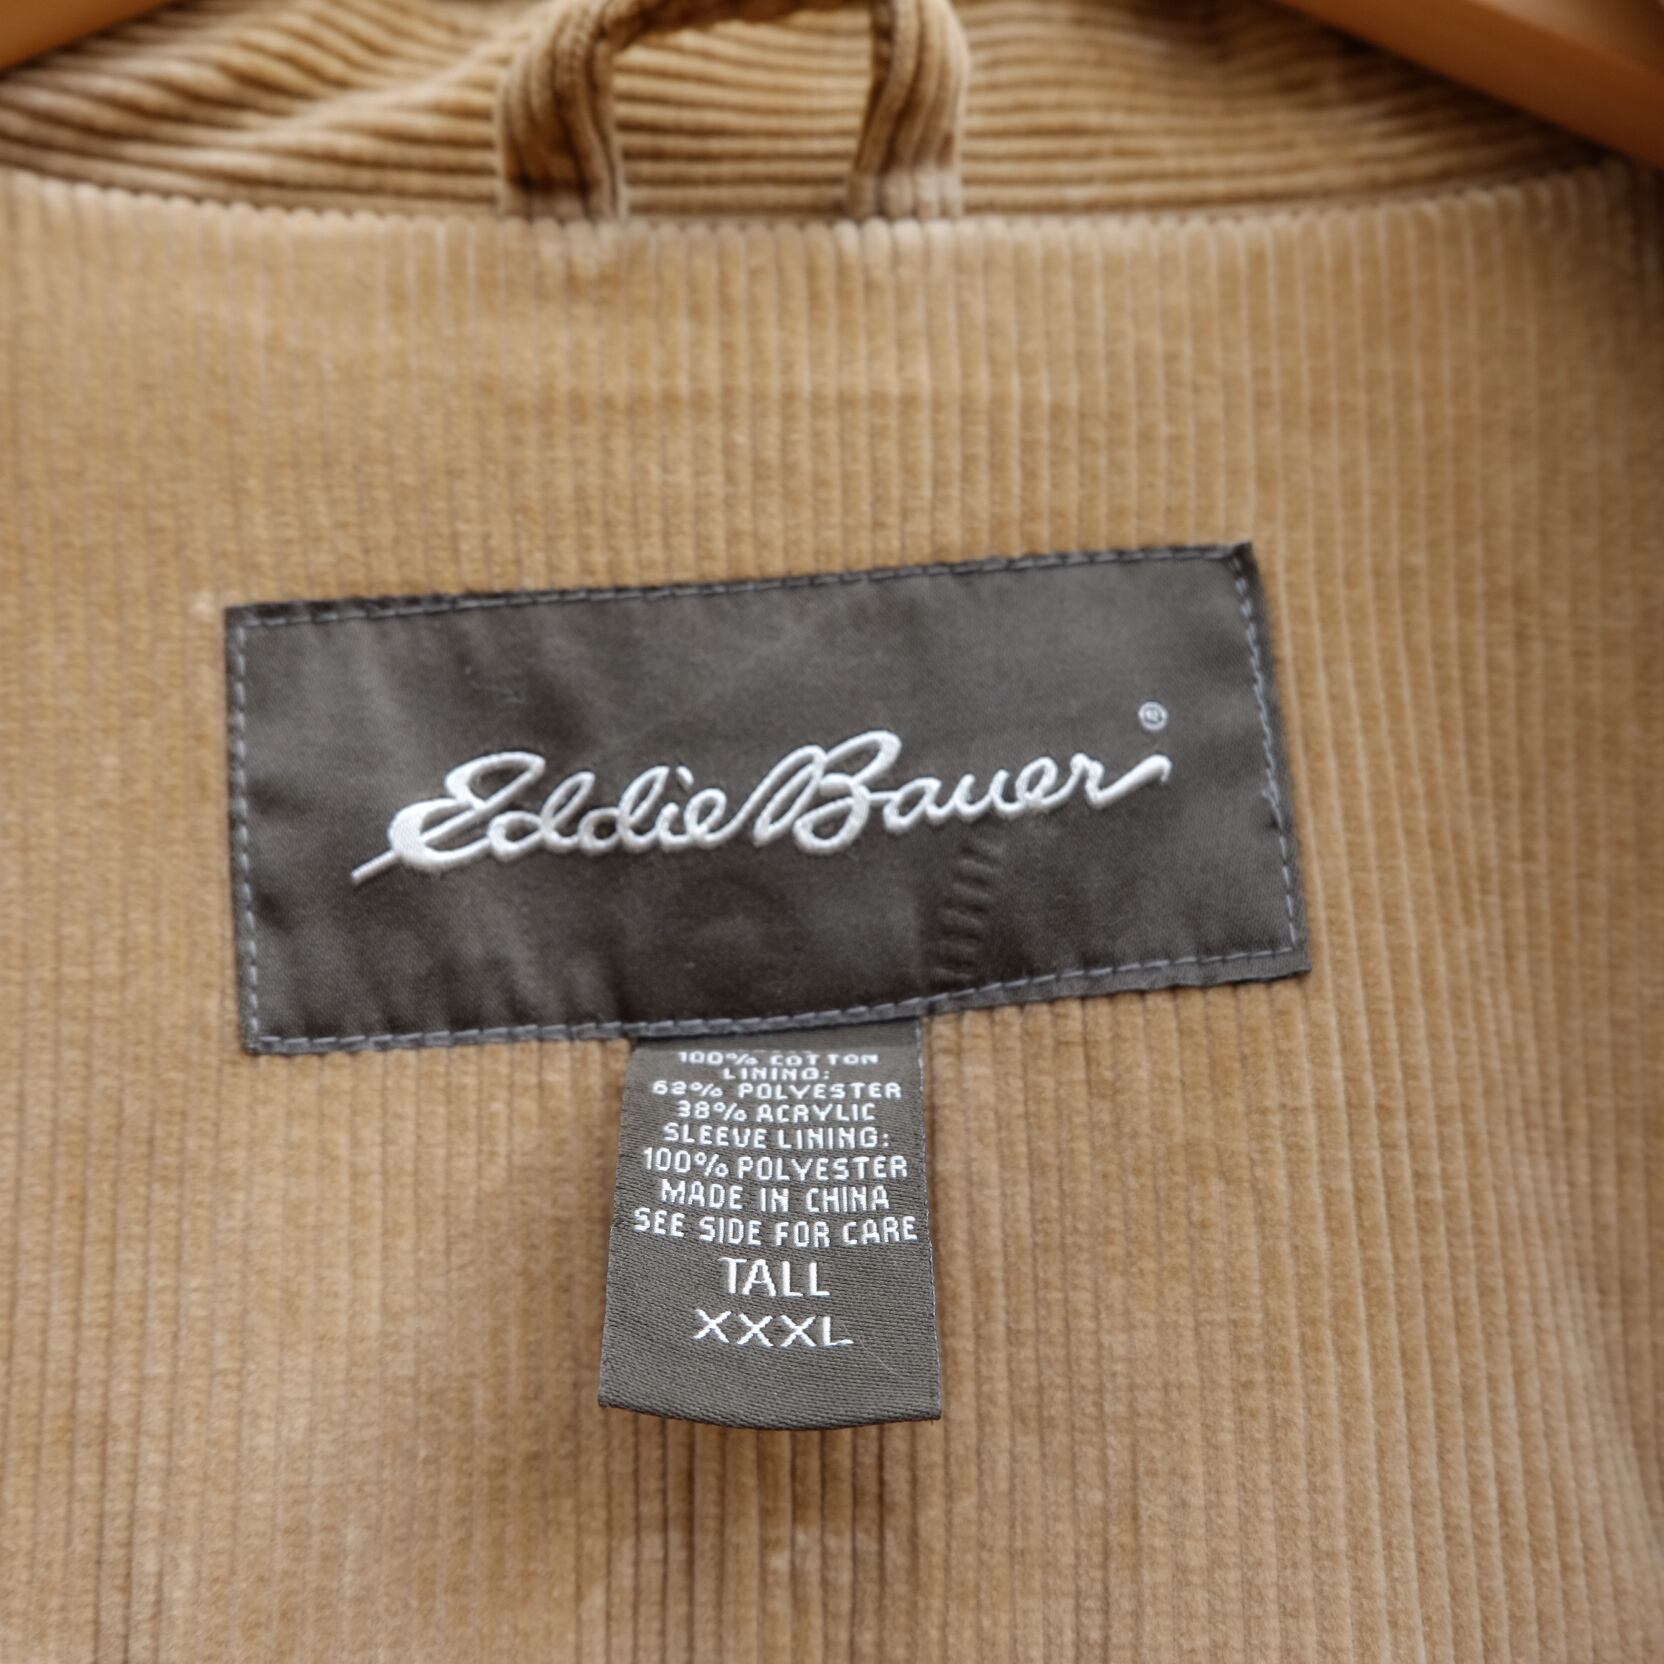 Eddie Bauer ®
100% COTTON
LINING:
62% POLYESTER
38% ACRYLIC
SLEEVE LINING:
100% POLYESTER
MADE IN CHINA
SEE SIDE FOR CARE
TALL
XXXL